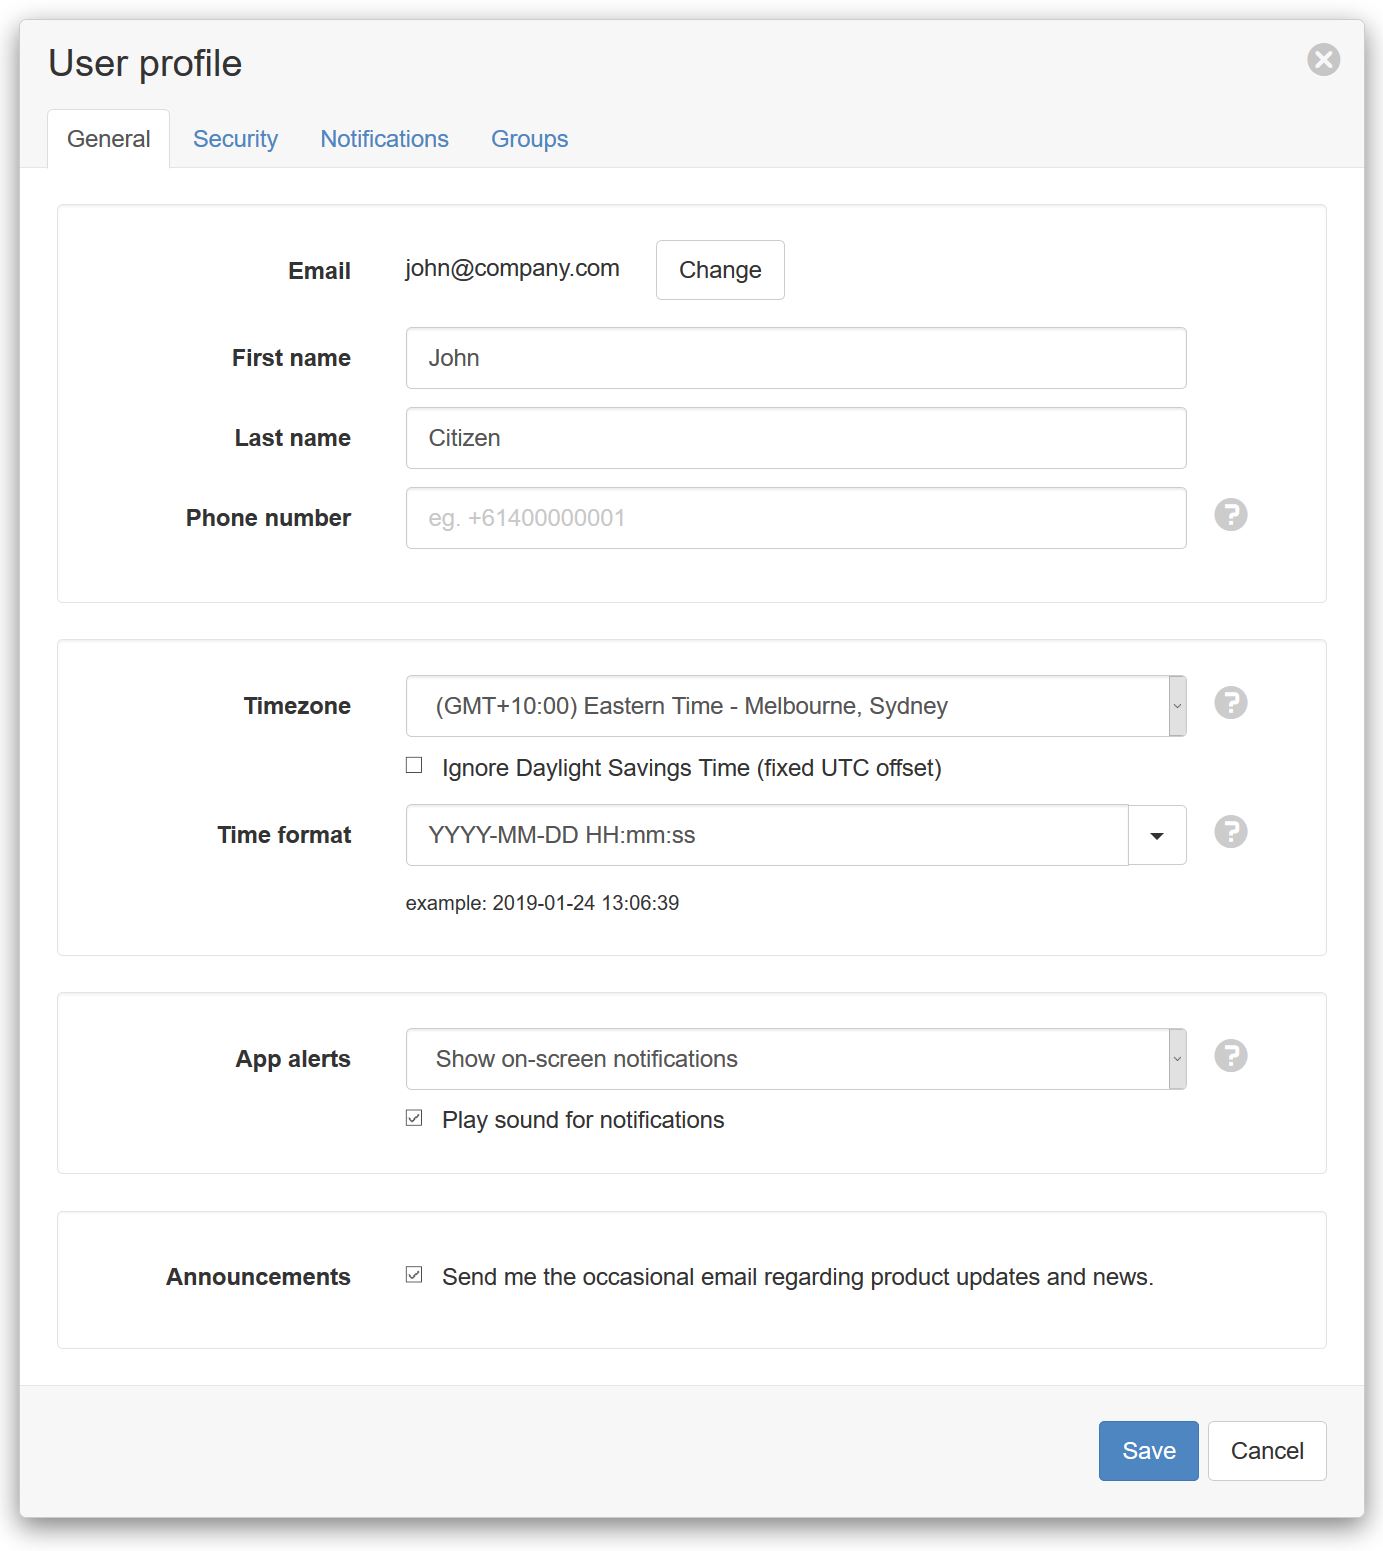 User profile
General Security Notifications Groups
Email john@company.com Change
First name John
Last name Citizen
Phone number eg. +61400000001 ?
Timezone (GMT+10:00) Eastern Time - Melbourne, Sydney ?
Ignore Daylight Savings Time (fixed UTC offset)
Time format YYYY-MM-DD HH:mm:ss ?
example: 2019-01-24 13:06:39
App alerts Show on-screen notifications ?
Play sound for notifications
Announcements Send me the occasional email regarding product updates and news.
Save Cancel